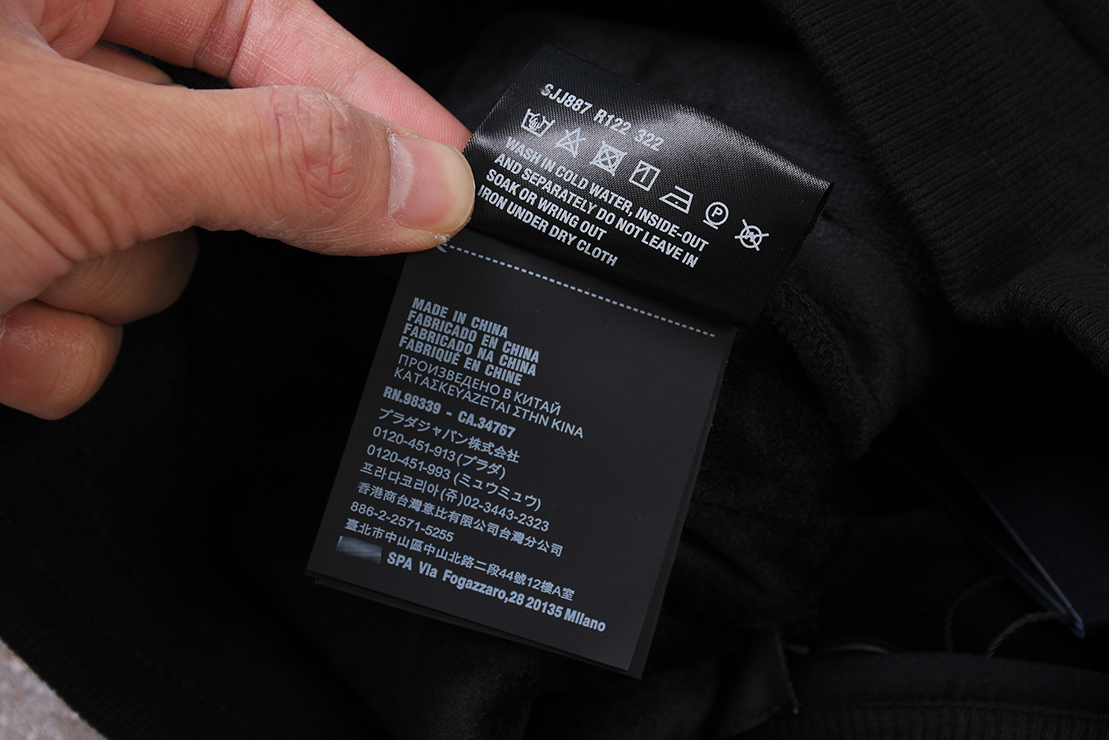 SJJ887 R122 322
WASH IN COLD WATER, INSIDE-OUT
AND SEPARATELY DO NOT LEAVE IN
SOAK OR WRING OUT
IRON UNDER DRY CLOTH
MADE IN CHINA
FABRICADO EN CHINA
FABRICADO NA CHINA
FABRIQUÉ EN CHINE
ПРОИЗВЕДЕНО В КИТАЙ
ΚΑΤΑΣΚΕΥΑΖΕΤΑΙ ΣΤΗΝ ΚΙΝΑ
RN.98339 - CA.34767
プラダジャパン株式会社
0120-451-913 (プラダ)
0120-451-993 (ミュウミュウ)
프라다코리아(주)02-3443-2323
香港商台灣意比有限公司台灣分公司
886-2-2571-5255
臺北市中山區中山北路二段44號12樓A室
SPA Via Fogazzaro,28 20135 Milano